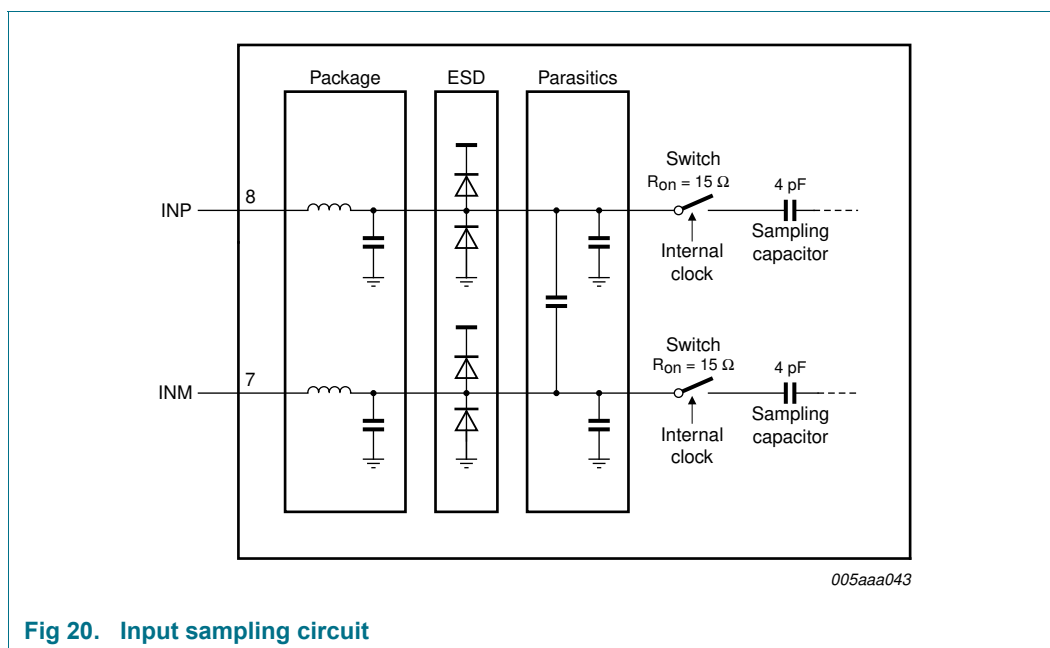 Package
ESD
Parasitics
Switch
Ron = 15 Ω
4 pF
INP
8
Internal
clock
Sampling
capacitor
Switch
Ron = 15 Ω
4 pF
INM
7
Internal
clock
Sampling
capacitor
005aaa043
Fig 20. Input sampling circuit